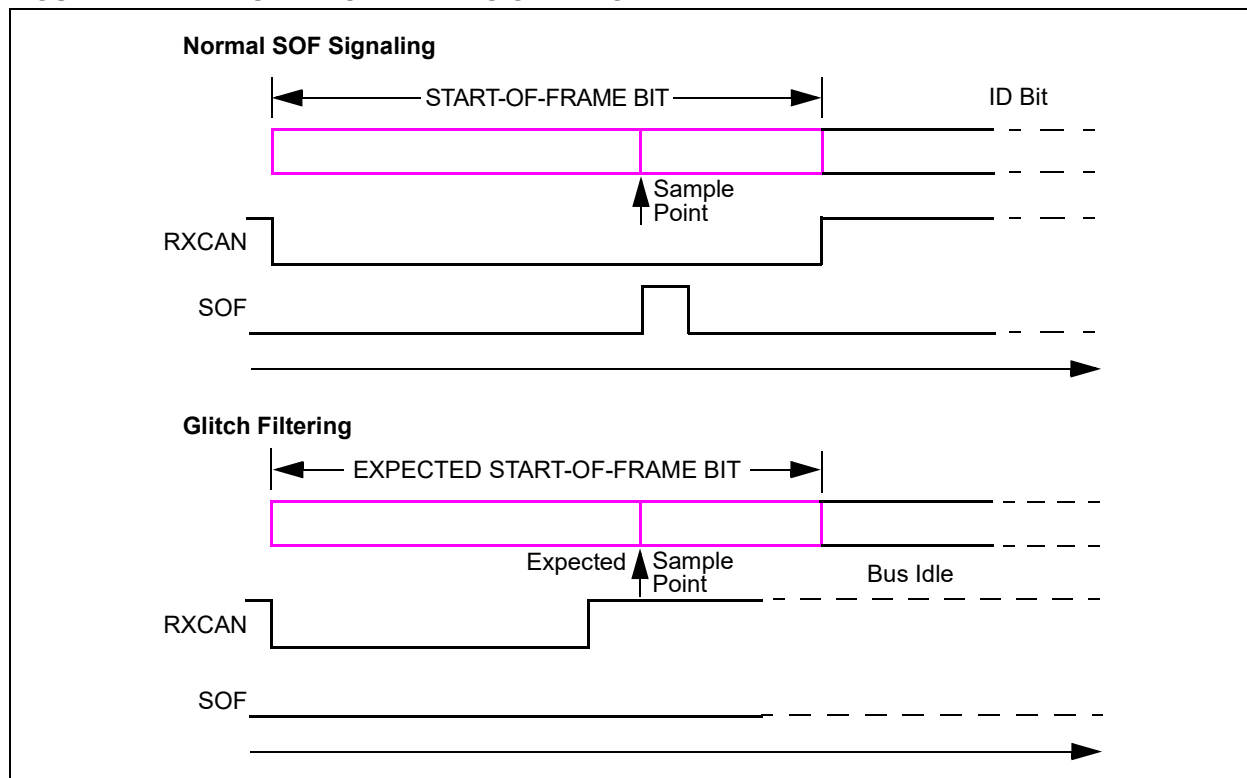 Normal SOF Signaling
START-OF-FRAME BIT
ID Bit
Sample
Point
RXCAN
SOF
Glitch Filtering
EXPECTED START-OF-FRAME BIT
Expected Sample
Point
Bus Idle
RXCAN
SOF